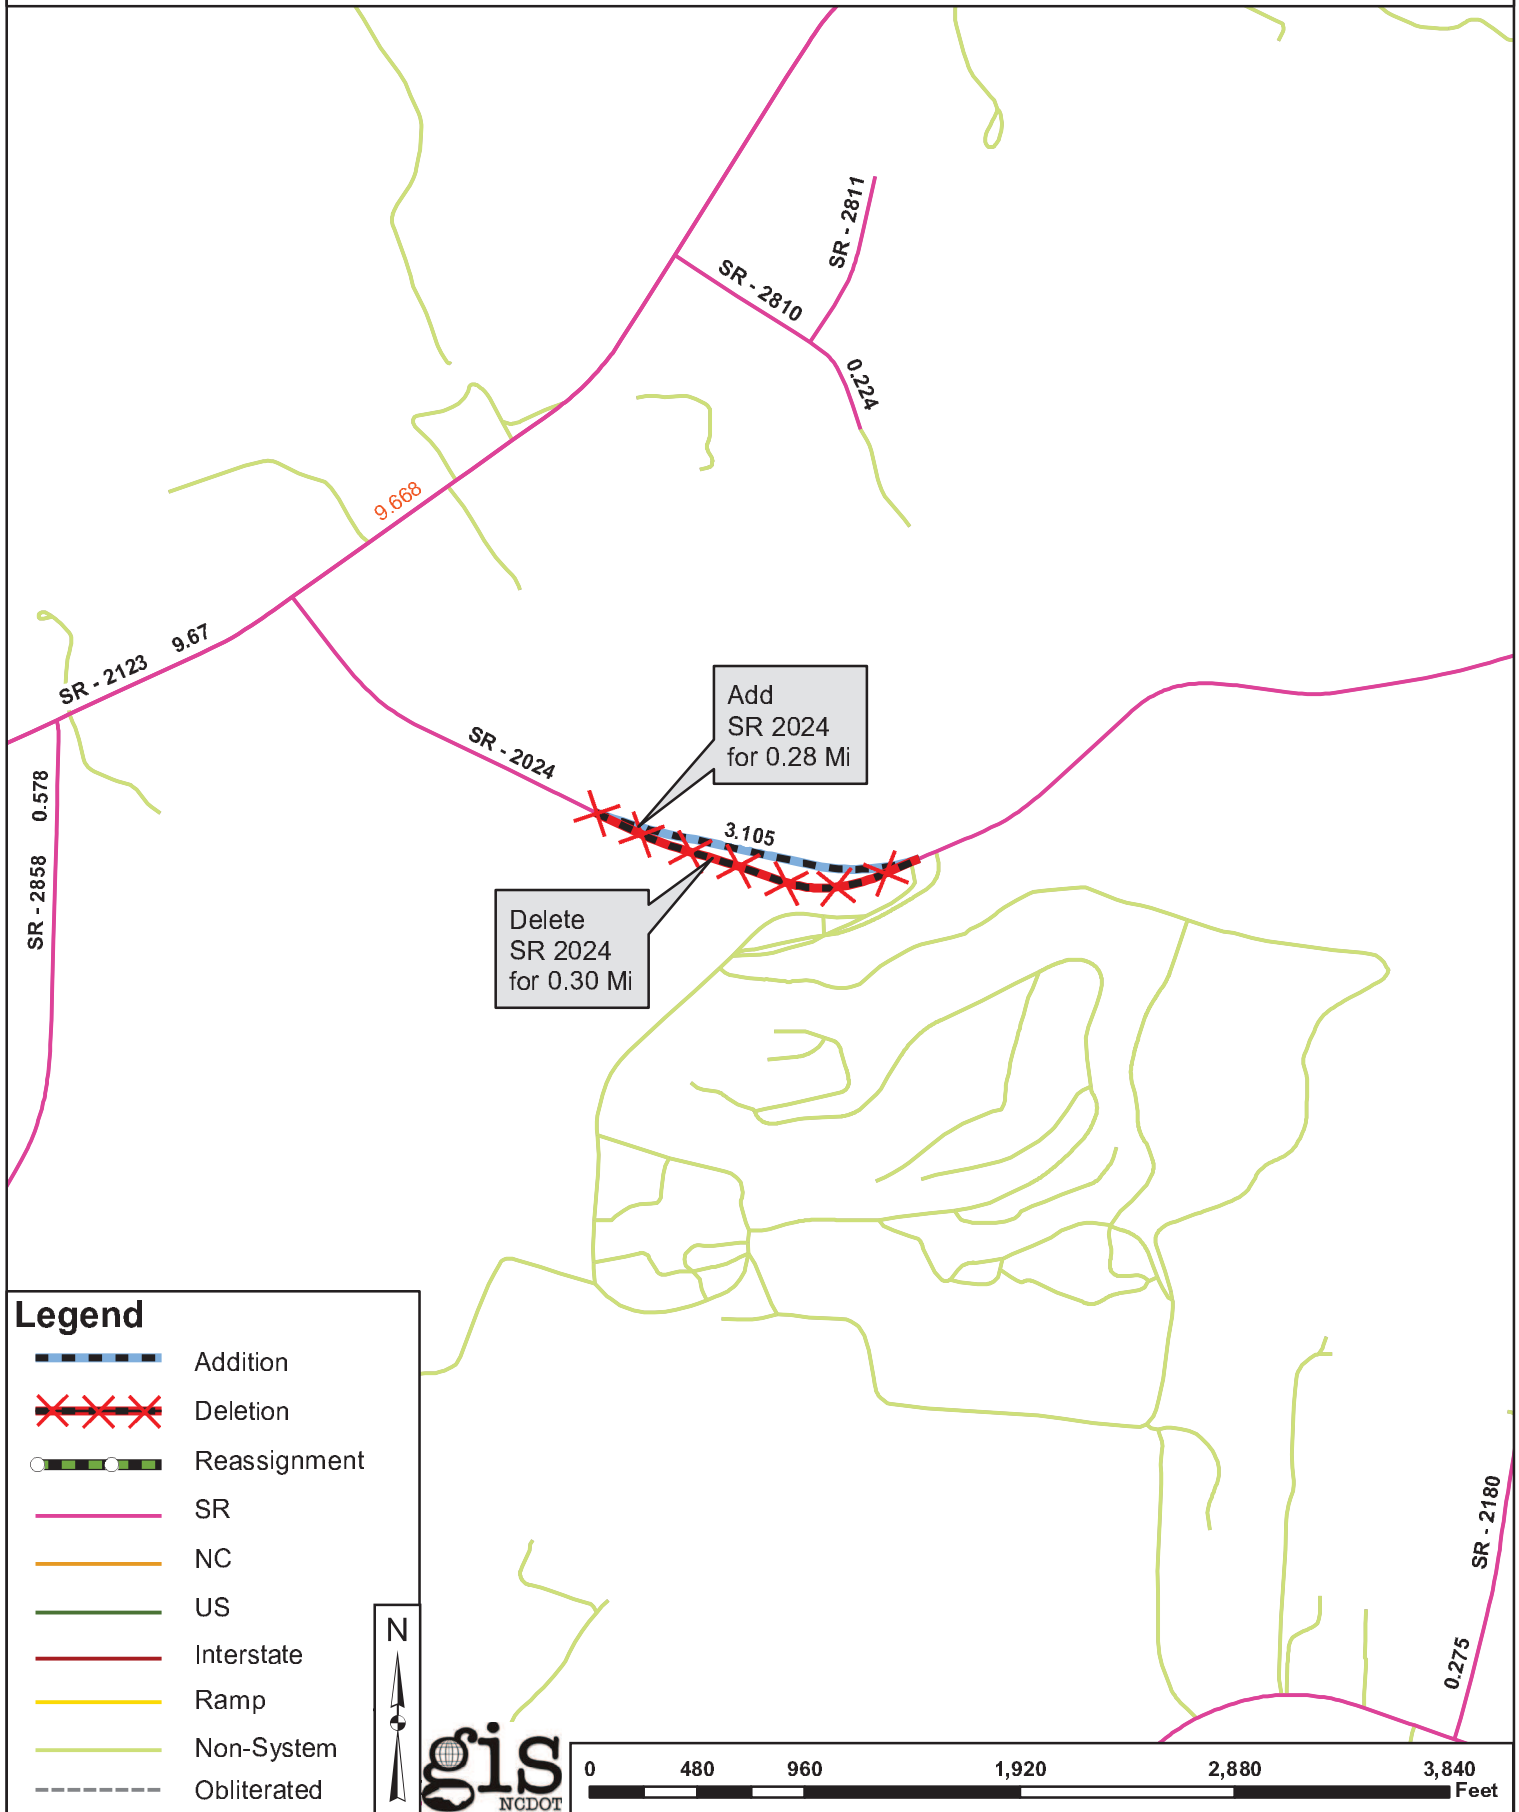 SR - 2811
SR - 2810
0.224
9.668
9.67
SR - 2123
Add
SR 2024
for 0.28 Mi
SR - 2024
0.578
SR - 2858
3.105
Delete
SR 2024
for 0.30 Mi
SR - 2180
0.275
Legend
Addition
Deletion
Reassignment
SR
NC
US
Interstate
Ramp
Non-System
Obliterated
N
gis
NCDOT
0 480 960 1,920 2,880 3,840
Feet